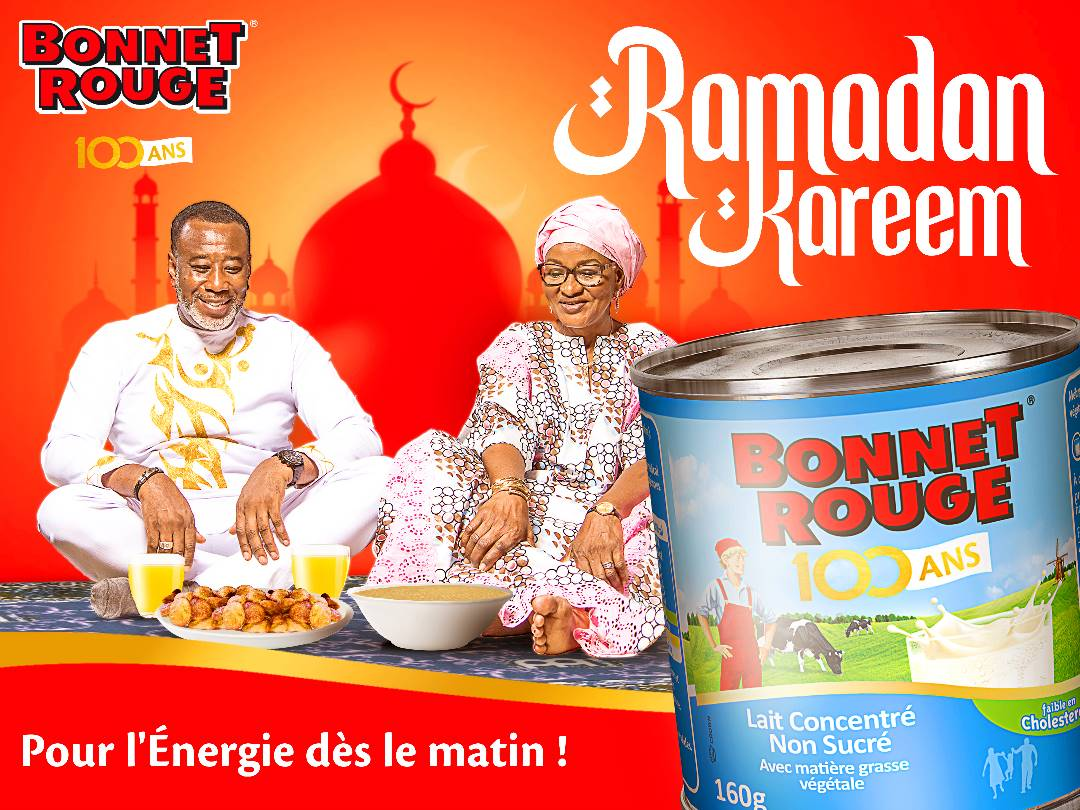 BONNET
ROUGE
®
100 ANS
Ramadan
Kareem
BONNET
ROUGE
®
100 ANS
Lait Concentré
Non Sucré
Avec matière grasse
végétale
160g
faible en
Pour l'Énergie dès le matin !